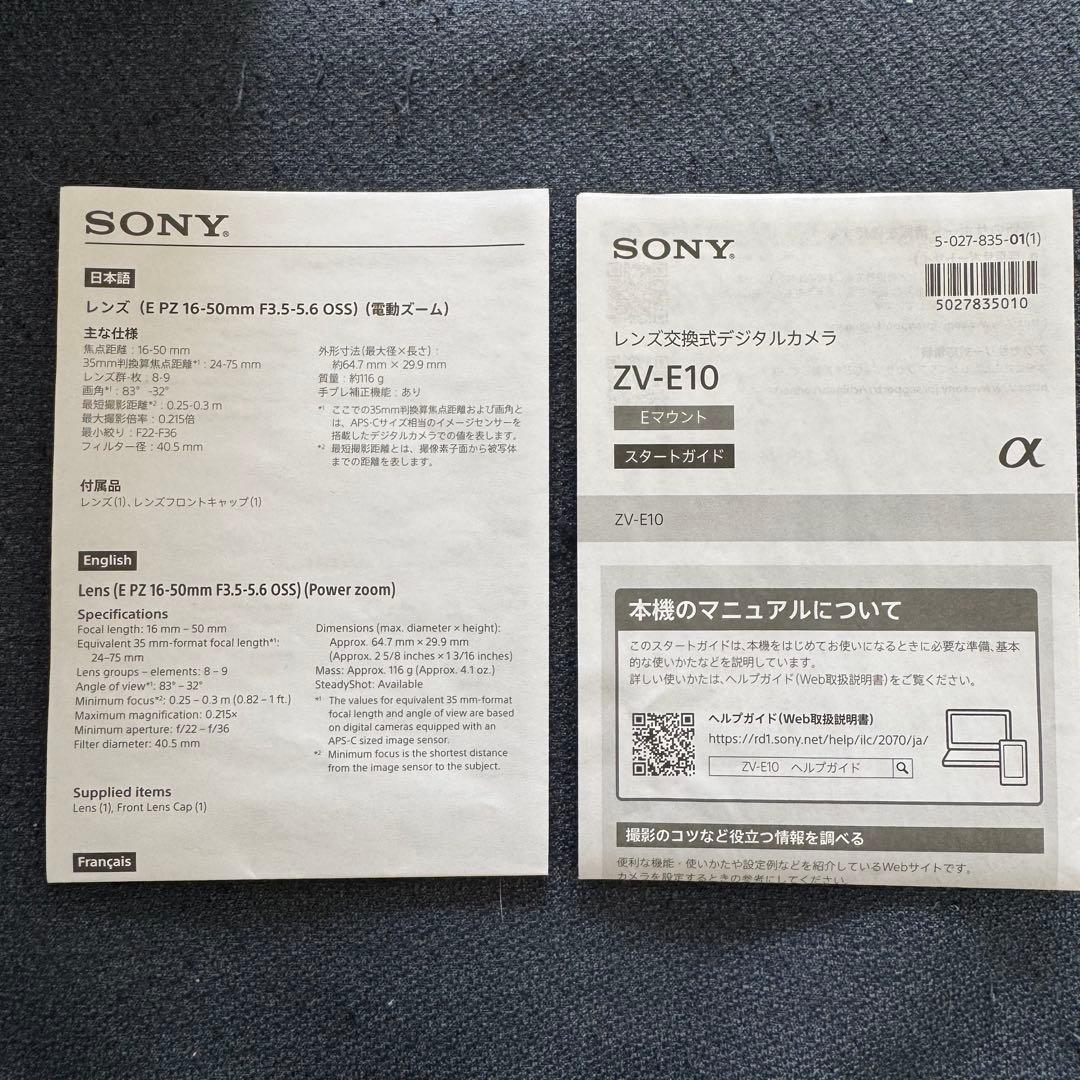 SONY®
日本語
レンズ（E PZ 16-50mm F3.5-5.6 OSS）(電動ズーム)
主な仕様
焦点距離：16-50 mm
35mm判換算焦点距離*1：24-75 mm
レンズ群-枚：8-9
画角*1：83°-32°
最短撮影距離*2：0.25-0.3 m
最大撮影倍率：0.215倍
最小絞り：F22-F36
フィルター径：40.5 mm
外形寸法（最大径×長さ）：
約64.7 mm × 29.9 mm
質量：約116 g
手ブレ補正機能：あり
*1 ここでの35mm判換算焦点距離および画角と
は、APS-Cサイズ相当のイメージセンサーを
搭載したデジタルカメラでの値を表します。
*2 最短撮影距離とは、撮像素子面から被写体
までの距離を表します。
付属品
レンズ(1)、レンズフロントキャップ(1)
English
Lens (E PZ 16-50mm F3.5-5.6 OSS) (Power zoom)
Specifications
Focal length: 16 mm – 50 mm
Equivalent 35 mm-format focal length*1:
24–75 mm
Lens groups – elements: 8 – 9
Angle of view*1: 83° – 32°
Minimum focus*2: 0.25 – 0.3 m (0.82 – 1 ft.)
Maximum magnification: 0.215×
Minimum aperture: f/22 – f/36
Filter diameter: 40.5 mm
Dimensions (max. diameter × height):
Approx. 64.7 mm × 29.9 mm
(Approx. 2 5/8 inches × 1 3/16 inches)
Mass: Approx. 116 g (Approx. 4.1 oz.)
SteadyShot: Available
*1 The values for equivalent 35 mm-format
focal length and angle of view are based
on digital cameras equipped with an
APS-C sized image sensor.
*2 Minimum focus is the shortest distance
from the image sensor to the subject.
Supplied items
Lens (1), Front Lens Cap (1)
Français
SONY®
5-027-835-01(1)
5027835010
レンズ交換式デジタルカメラ
ZV-E10
Eマウント
スタートガイド
α
ZV-E10
本機のマニュアルについて
このスタートガイドは、本機をはじめてお使いになるときに必要な準備、基本
的な使いかたなどを説明しています。
詳しい使いかたは、ヘルプガイド（Web取扱説明書）をご覧ください。
ヘルプガイド（Web取扱説明書）
https://rd1.sony.net/help/ilc/2070/ja/
ZV-E10 ヘルプガイド
撮影のコツなど役立つ情報を調べる
便利な機能・使いかたや設定例などを紹介しているWebサイトです。
カメラを設定するときの参考にしてください。